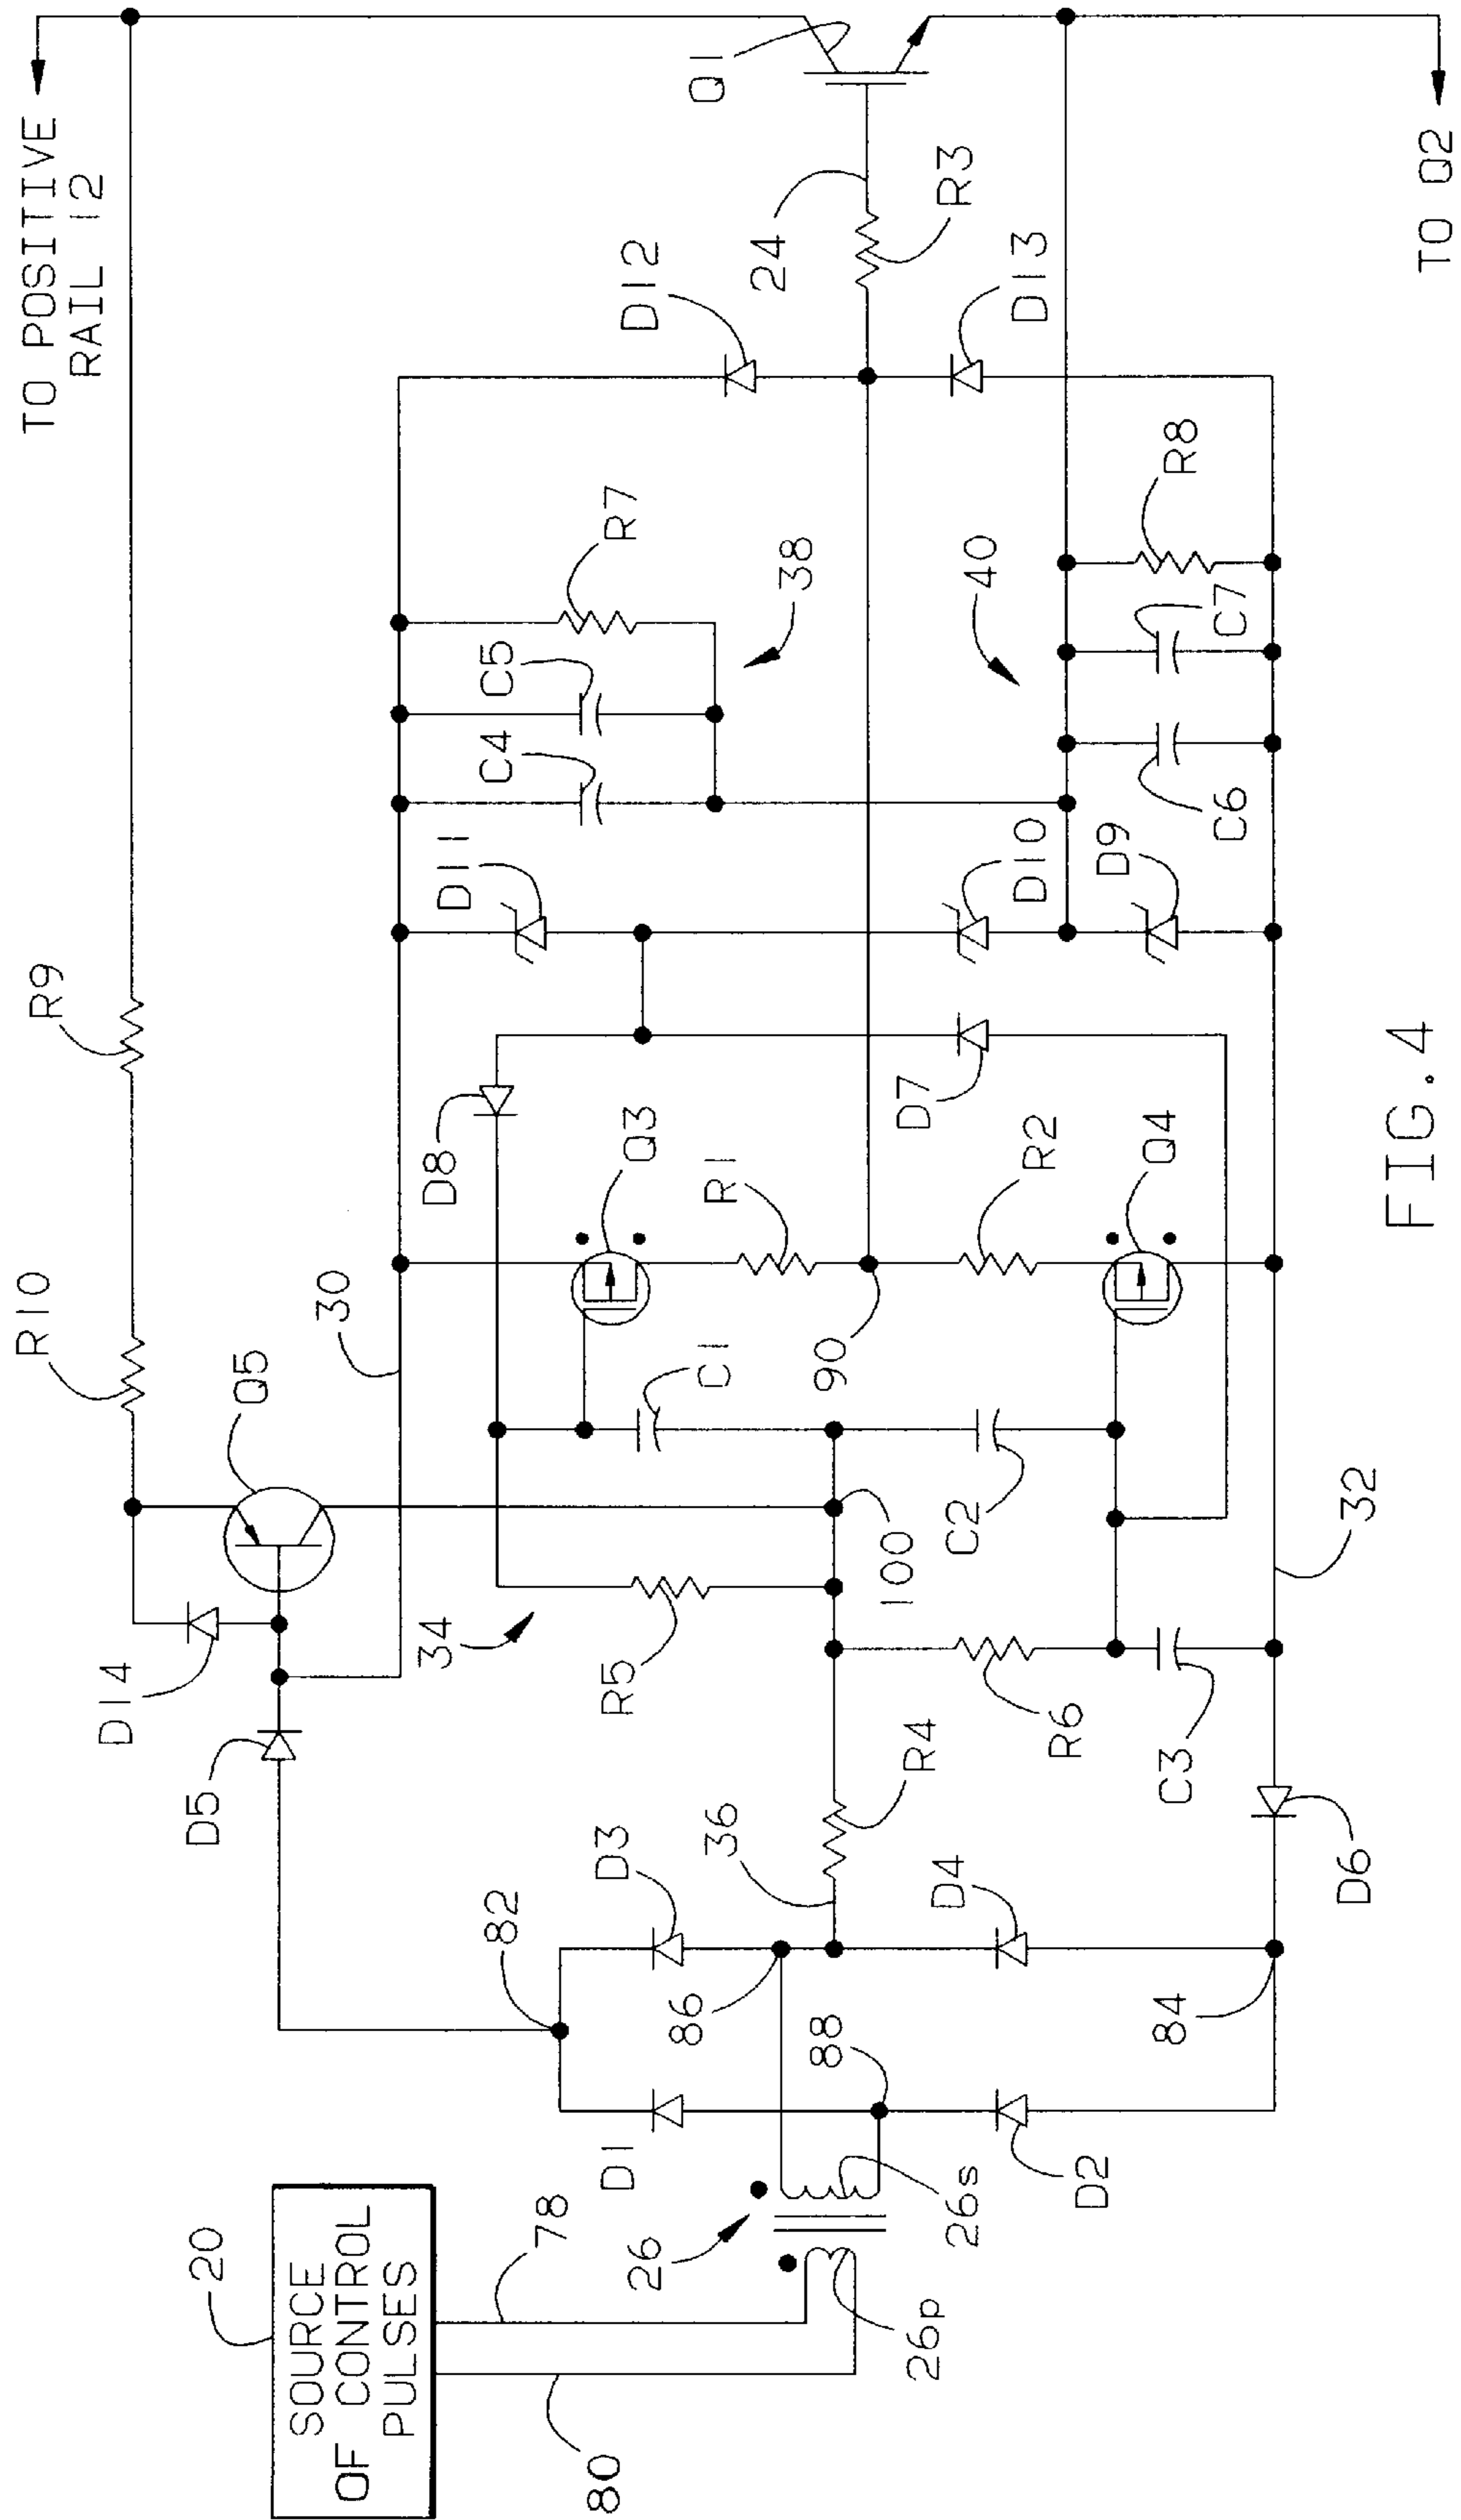 TO POSITIVE
RAIL 12
R9
R10
Q1
24
R3
D12
D13
R7
38
C5
C4
D11
40
R8
C7
C6
D10
D9
D8
Q3
R1
D7
R2
Q4
30
Q5
C1
90
C2
100
32
34
R5
D14
D5
R4
R6
C3
36
D3
D4
D6
82
86
88
84
D1
D2
26
26s
26p
78
80
20
SOURCE
OF CONTROL
PULSES
TO Q2
FIG. 4